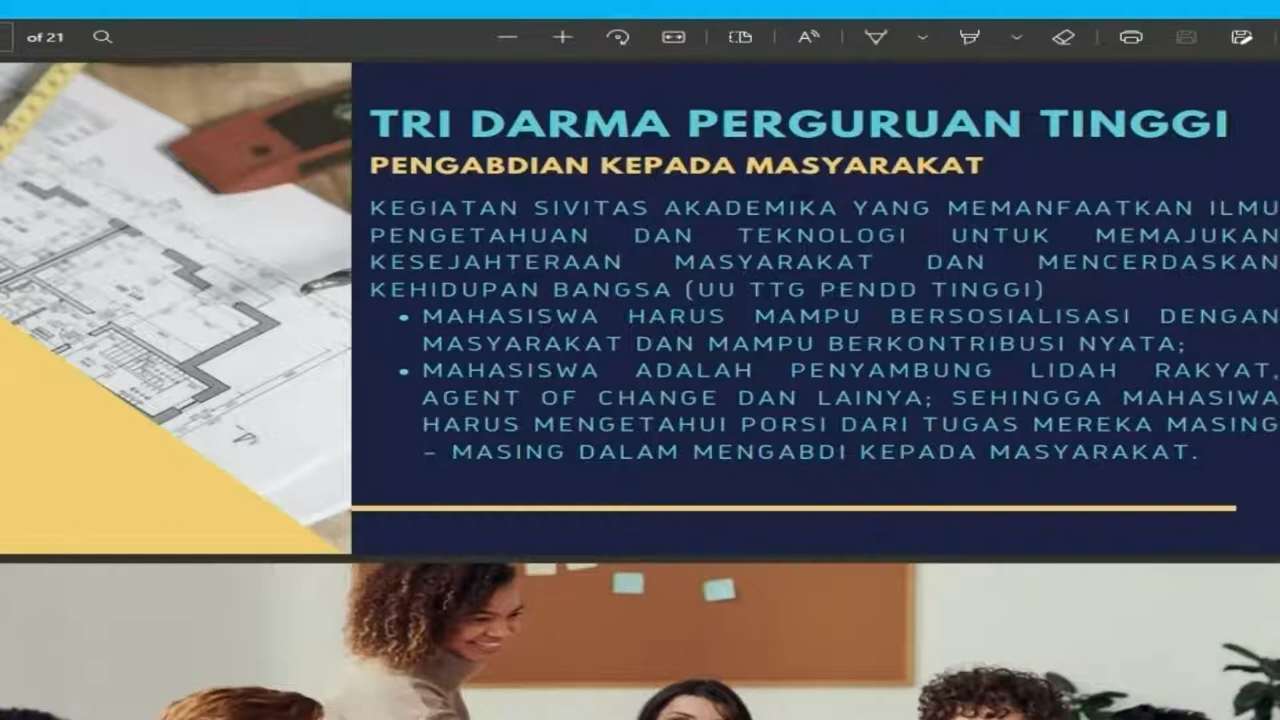 of 21
TRI DARMA PERGURUAN TINGGI
PENGABDIAN KEPADA MASYARAKAT
KEGIATAN SIVITAS AKADEMIKA YANG MEMANFAATKAN ILMU
PENGETAHUAN DAN TEKNOLOGI UNTUK MEMAJUKAN
KESEJAHTERAAN MASYARAKAT DAN MENCERDASKAN
KEHIDUPAN BANGSA (UU TTG PENDD TINGGI)
• MAHASISWA HARUS MAMPU BERSOSIALISASI DENGAN
MASYARAKAT DAN MAMPU BERKONTRIBUSI NYATA;
• MAHASISWA ADALAH PENYAMBUNG LIDAH RAKYAT,
AGENT OF CHANGE DAN LAINYA; SEHINGGA MAHASIWA
HARUS MENGETAHUI PORSI DARI TUGAS MEREKA MASING
– MASING DALAM MENGABDI KEPADA MASYARAKAT.